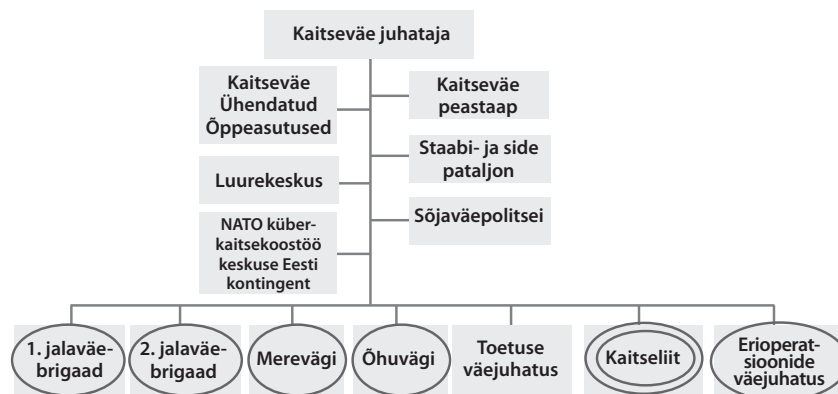 Kaitseväe juhataja
Kaitseväe
Ühendatud
Õppeasutused
Kaitseväe
peastaap
Staabi- ja side
pataljon
Luurekeskus
Sõjaväepolitsei
NATO küber-
kaitsekoostöö
keskuse Eesti
kontingent
1. jalaväe-
brigaad
2. jalaväe-
brigaad
Merevägi
Õhuvägi
Toetuse
väejuhatus
Kaitseliit
Erioperat-
sioonide
väejuhatus